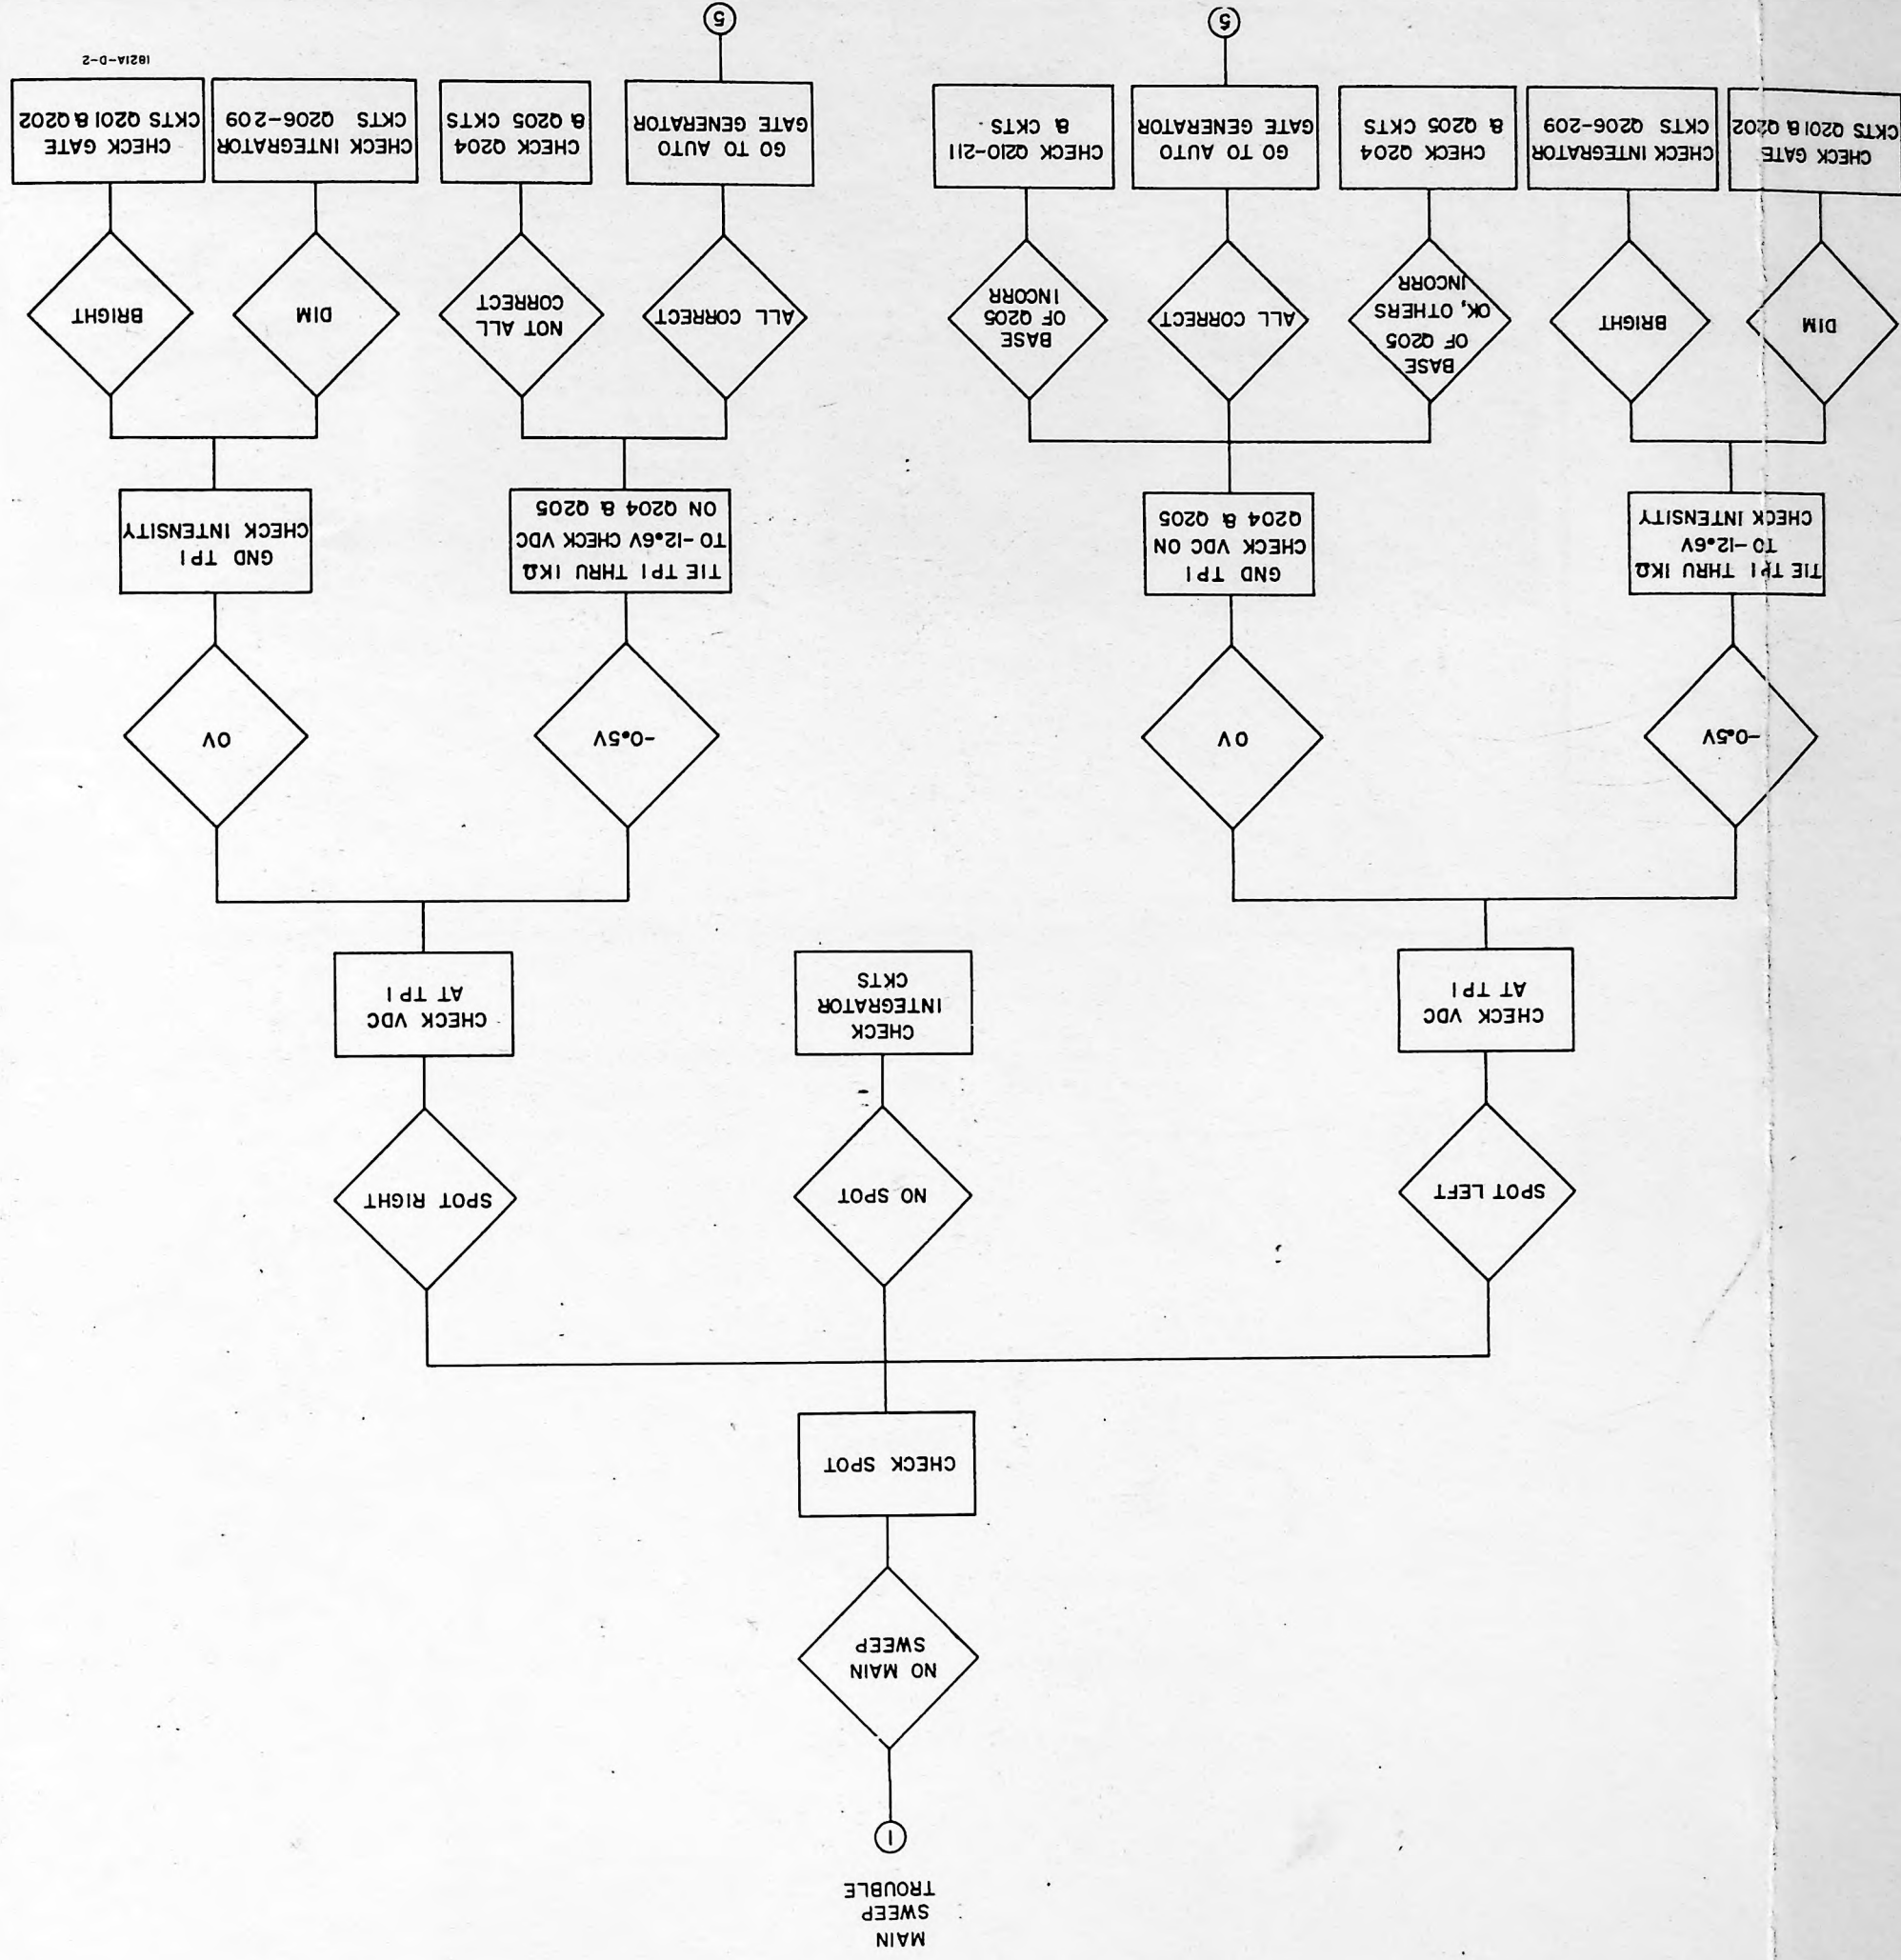 MAIN
SWEEP
TROUBLE
1
NO MAIN
SWEEP
CHECK SPOT
SPOT LEFT
NO SPOT
SPOT RIGHT
CHECK VDC
AT TP1
CHECK
INTEGRATOR
CKTS
CHECK VDC
AT TP1
-0.5V
0V
-0.5V
0V
TIE TP1 THRU 1KΩ
TO -12.6V
CHECK INTENSITY
GND TP1
CHECK VDC ON
Q204 & Q205
TIE TP1 THRU 1KΩ
TO -12.6V CHECK VDC
ON Q204 & Q205
GND TP1
CHECK INTENSITY
DIM
BRIGHT
BASE
OF Q205
OK, OTHERS
INCORR
ALL CORRECT
BASE
OF Q205
INCORR
ALL CORRECT
NOT ALL
CORRECT
DIM
BRIGHT
CHECK GATE
CKTS Q201 & Q202
CHECK INTEGRATOR
CKTS Q206-209
CHECK Q204
& Q205 CKTS
GO TO AUTO
GATE GENERATOR
CHECK Q210-211
& CKTS
GO TO AUTO
GATE GENERATOR
CHECK Q204
& Q205 CKTS
CHECK INTEGRATOR
CKTS Q206-209
CHECK GATE
CKTS Q201 & Q202
5
5
1821A-D-2